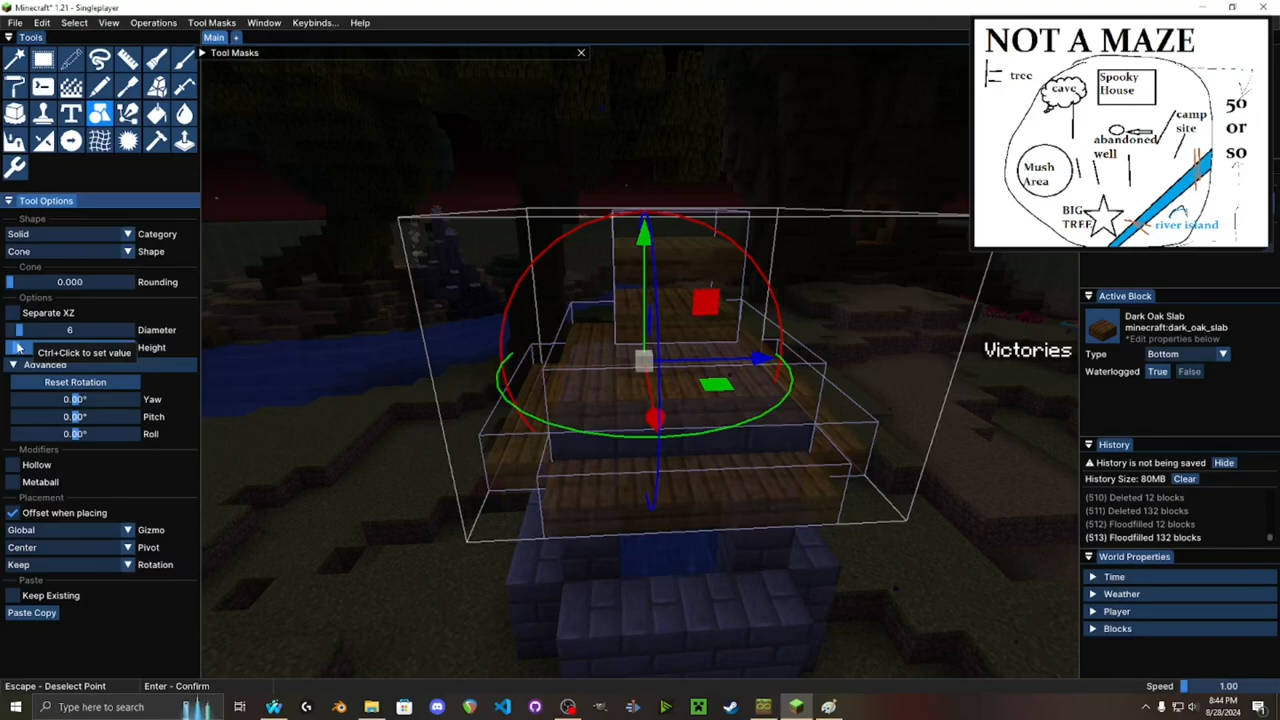 Minecraft* 1.21 - Singleplayer
File Edit Select View Operations Tool Masks Window Keybinds... Help
Tools
Main +
Tool Masks
Tool Options
Shape
Solid Category
Cone Shape
Cone
0.000 Rounding
Options
Separate XZ
6 Diameter
Height
Ctrl+Click to set value
Advanced
Reset Rotation
0.00° Yaw
0.00° Pitch
0.00° Roll
Modifiers
Hollow
Metaball
Placement
Offset when placing
Global Gizmo
Center Pivot
Keep Rotation
Paste
Keep Existing
Paste Copy
NOT A MAZE
tree
cave
Spooky
House
camp
site
abandoned
well
Mush
Area
BIG
TREE
river island
50
or
so
Victories
Active Block
Dark Oak Slab
minecraft:dark_oak_slab
*Edit properties below
Type Bottom
Waterlogged True False
History
History is not being saved Hide
History Size: 80MB Clear
(510) Deleted 12 blocks
(511) Deleted 132 blocks
(512) Floodfilled 12 blocks
(513) Floodfilled 132 blocks
World Properties
Time
Weather
Player
Blocks
Escape - Deselect Point Enter - Confirm
Speed 1.00
Type here to search
8:44 PM
8/28/2024